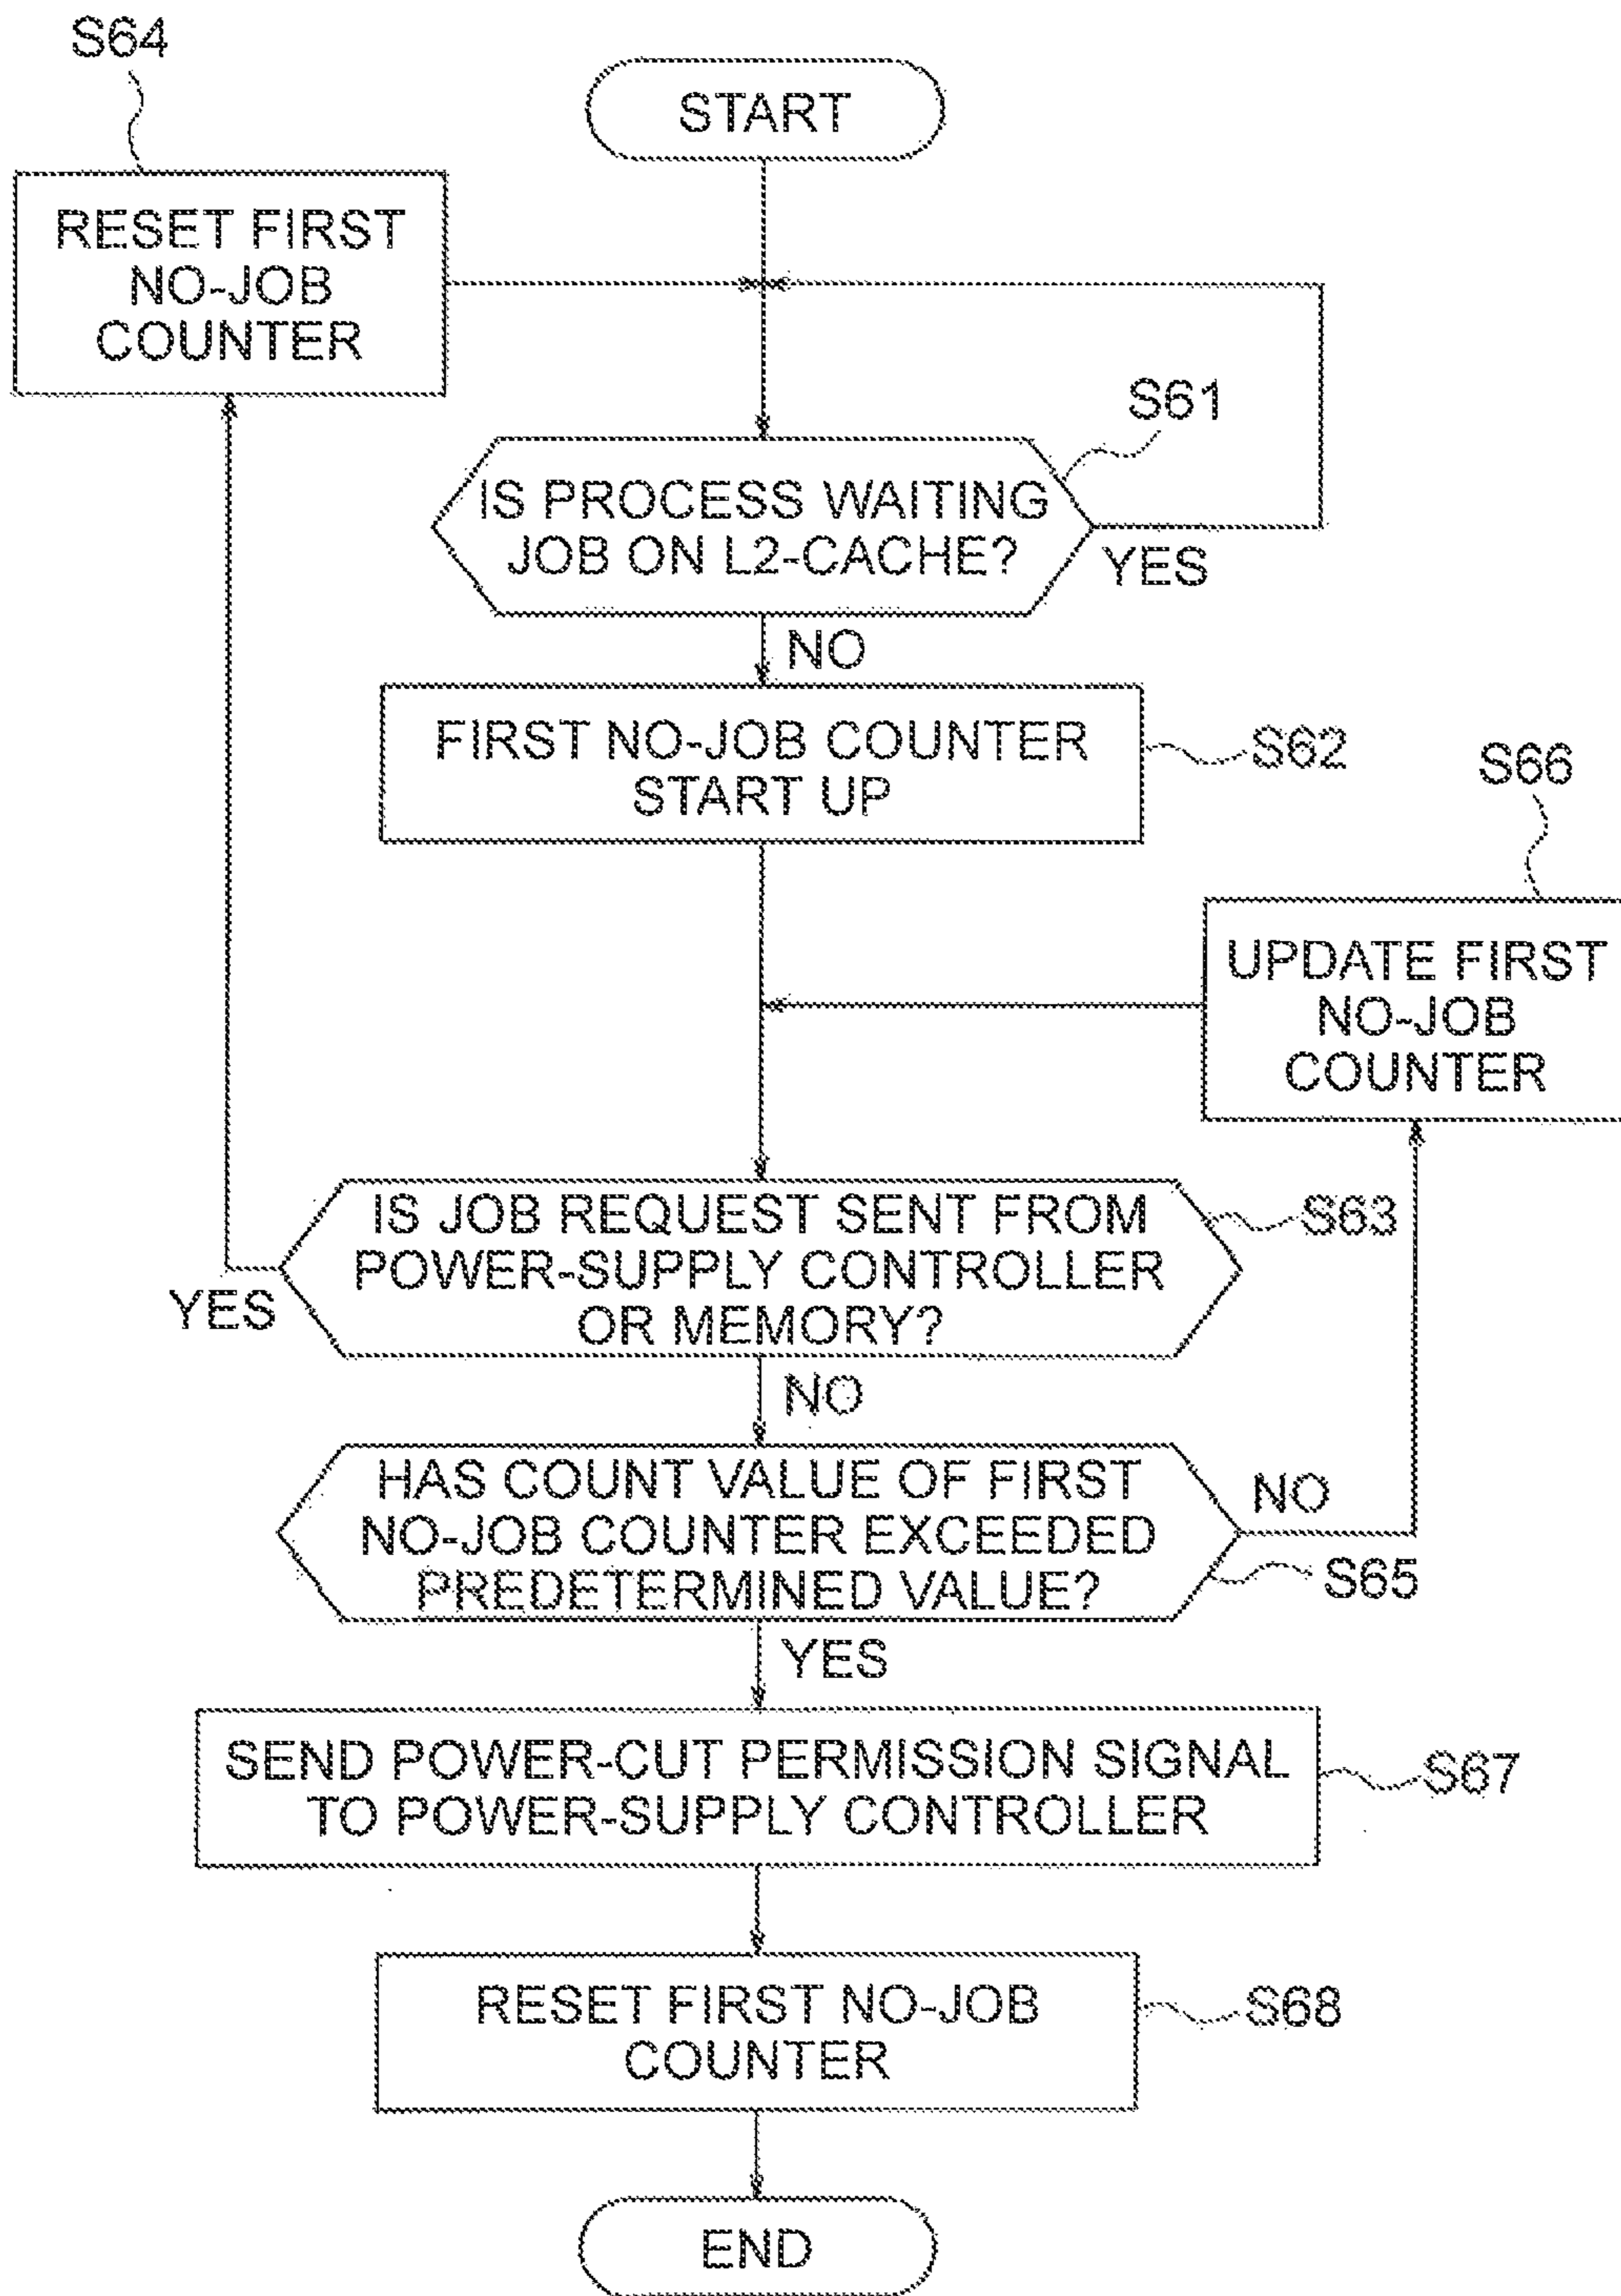 S64
START
RESET FIRST
NO-JOB
COUNTER
S61
IS PROCESS WAITING
JOB ON L2-CACHE?
YES
NO
FIRST NO-JOB COUNTER
START UP
S62
S66
UPDATE FIRST
NO-JOB
COUNTER
IS JOB REQUEST SENT FROM
POWER-SUPPLY CONTROLLER
OR MEMORY?
S63
YES
NO
HAS COUNT VALUE OF FIRST
NO-JOB COUNTER EXCEEDED
PREDETERMINED VALUE?
NO
S65
YES
SEND POWER-CUT PERMISSION SIGNAL
TO POWER-SUPPLY CONTROLLER
S67
RESET FIRST NO-JOB
COUNTER
S68
END